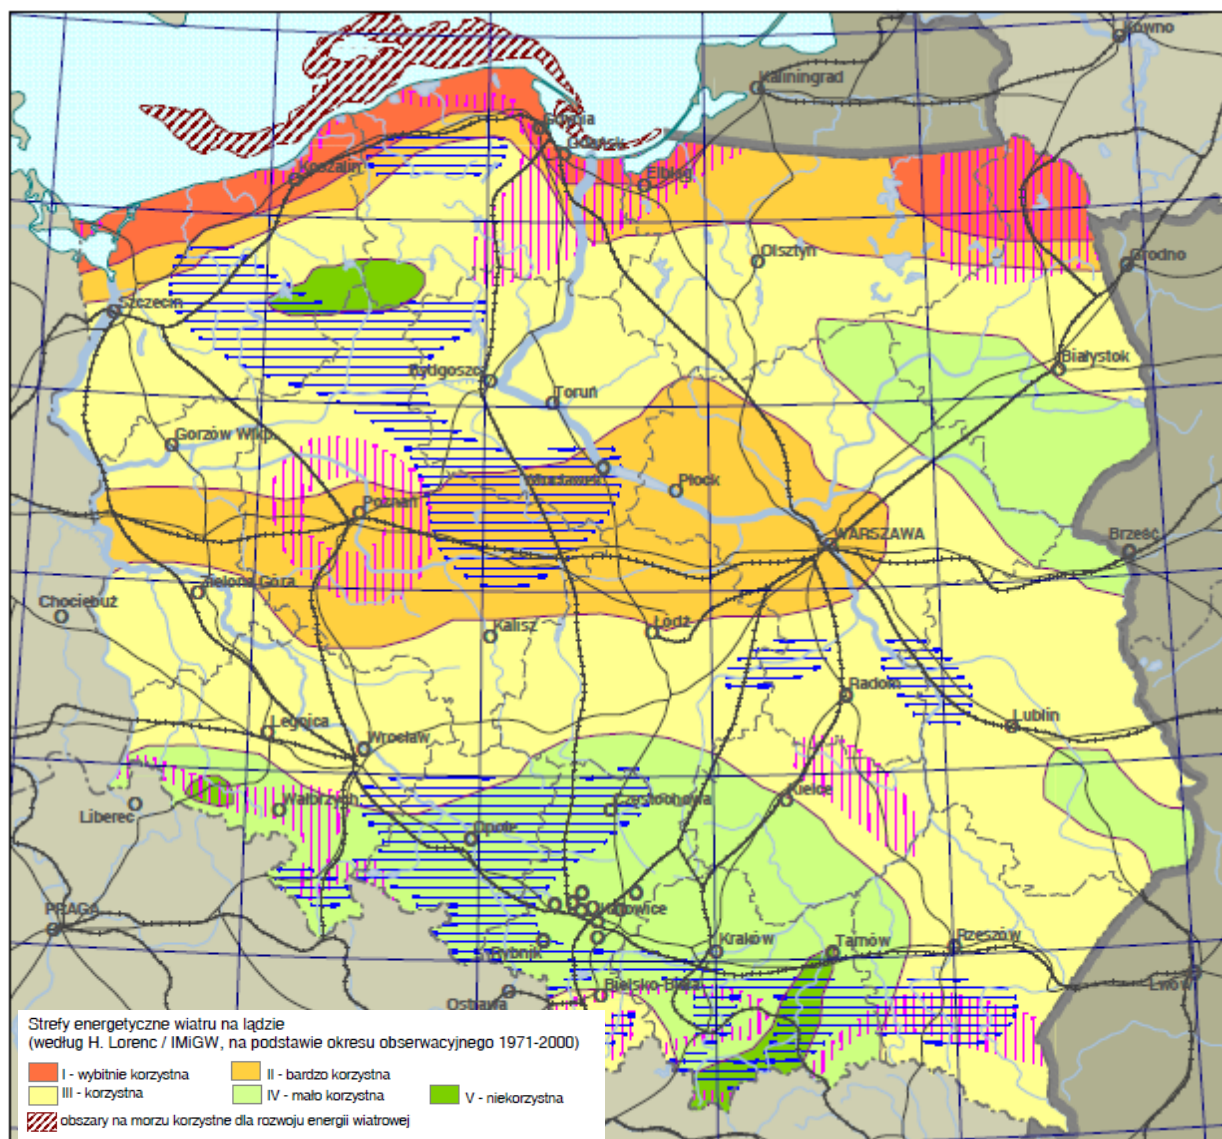 Kowno
Kaliningrad
Gdynia
Gdańsk
Koszalin
Elbląg
Olsztyn
Grodno
Szczecin
Białystok
Bydgoszcz
Toruń
Gorzów Wlkp.
Płock
Poznań
WARSZAWA
Brześć
Zielona Góra
Chociebuż
Kalisz
Łódź
Radom
Lublin
Legnica
Wrocław
Kielce
Liberec
Wałbrzych
Częstochowa
Opole
PRAGA
Katowice
Rzeszów
Kraków
Tarnów
Rybnik
Lwów
Bielsko-Biała
Ostrawa
Strefy energetyczne wiatru na lądzie
(według H. Lorenc / IMiGW, na podstawie okresu obserwacyjnego 1971-2000)
I - wybitnie korzystna
II - bardzo korzystna
III - korzystna
IV - mało korzystna
V - niekorzystna
obszary na morzu korzystne dla rozwoju energii wiatrowej